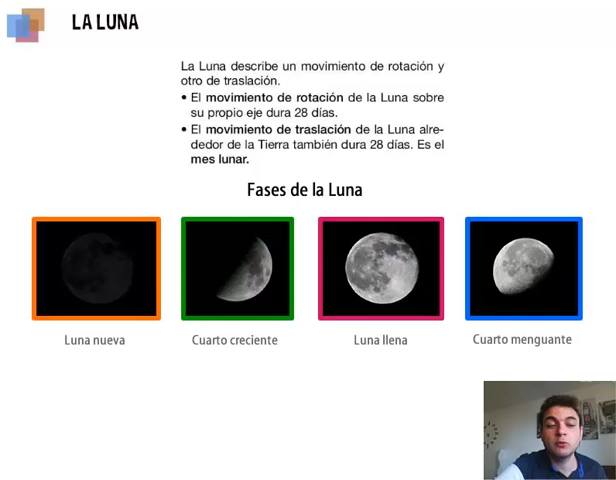 LA LUNA
La Luna describe un movimiento de rotación y
otro de traslación.
• El movimiento de rotación de la Luna sobre
su propio eje dura 28 días.
• El movimiento de traslación de la Luna alre-
dedor de la Tierra también dura 28 días. Es el
mes lunar.
Fases de la Luna
Luna nueva
Cuarto creciente
Luna llena
Cuarto menguante